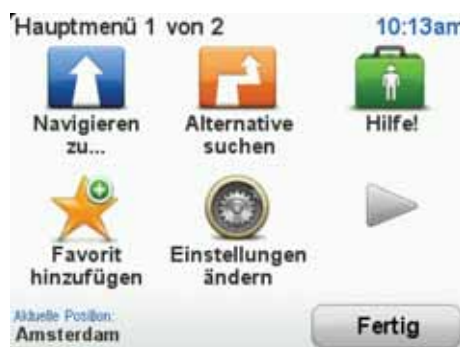 Hauptmenü 1 von 2
10:13am
Navigieren
zu...
Alternative
suchen
Hilfe!
Favorit
hinzufügen
Einstellungen
ändern
Aktuelle Position:
Amsterdam
Fertig